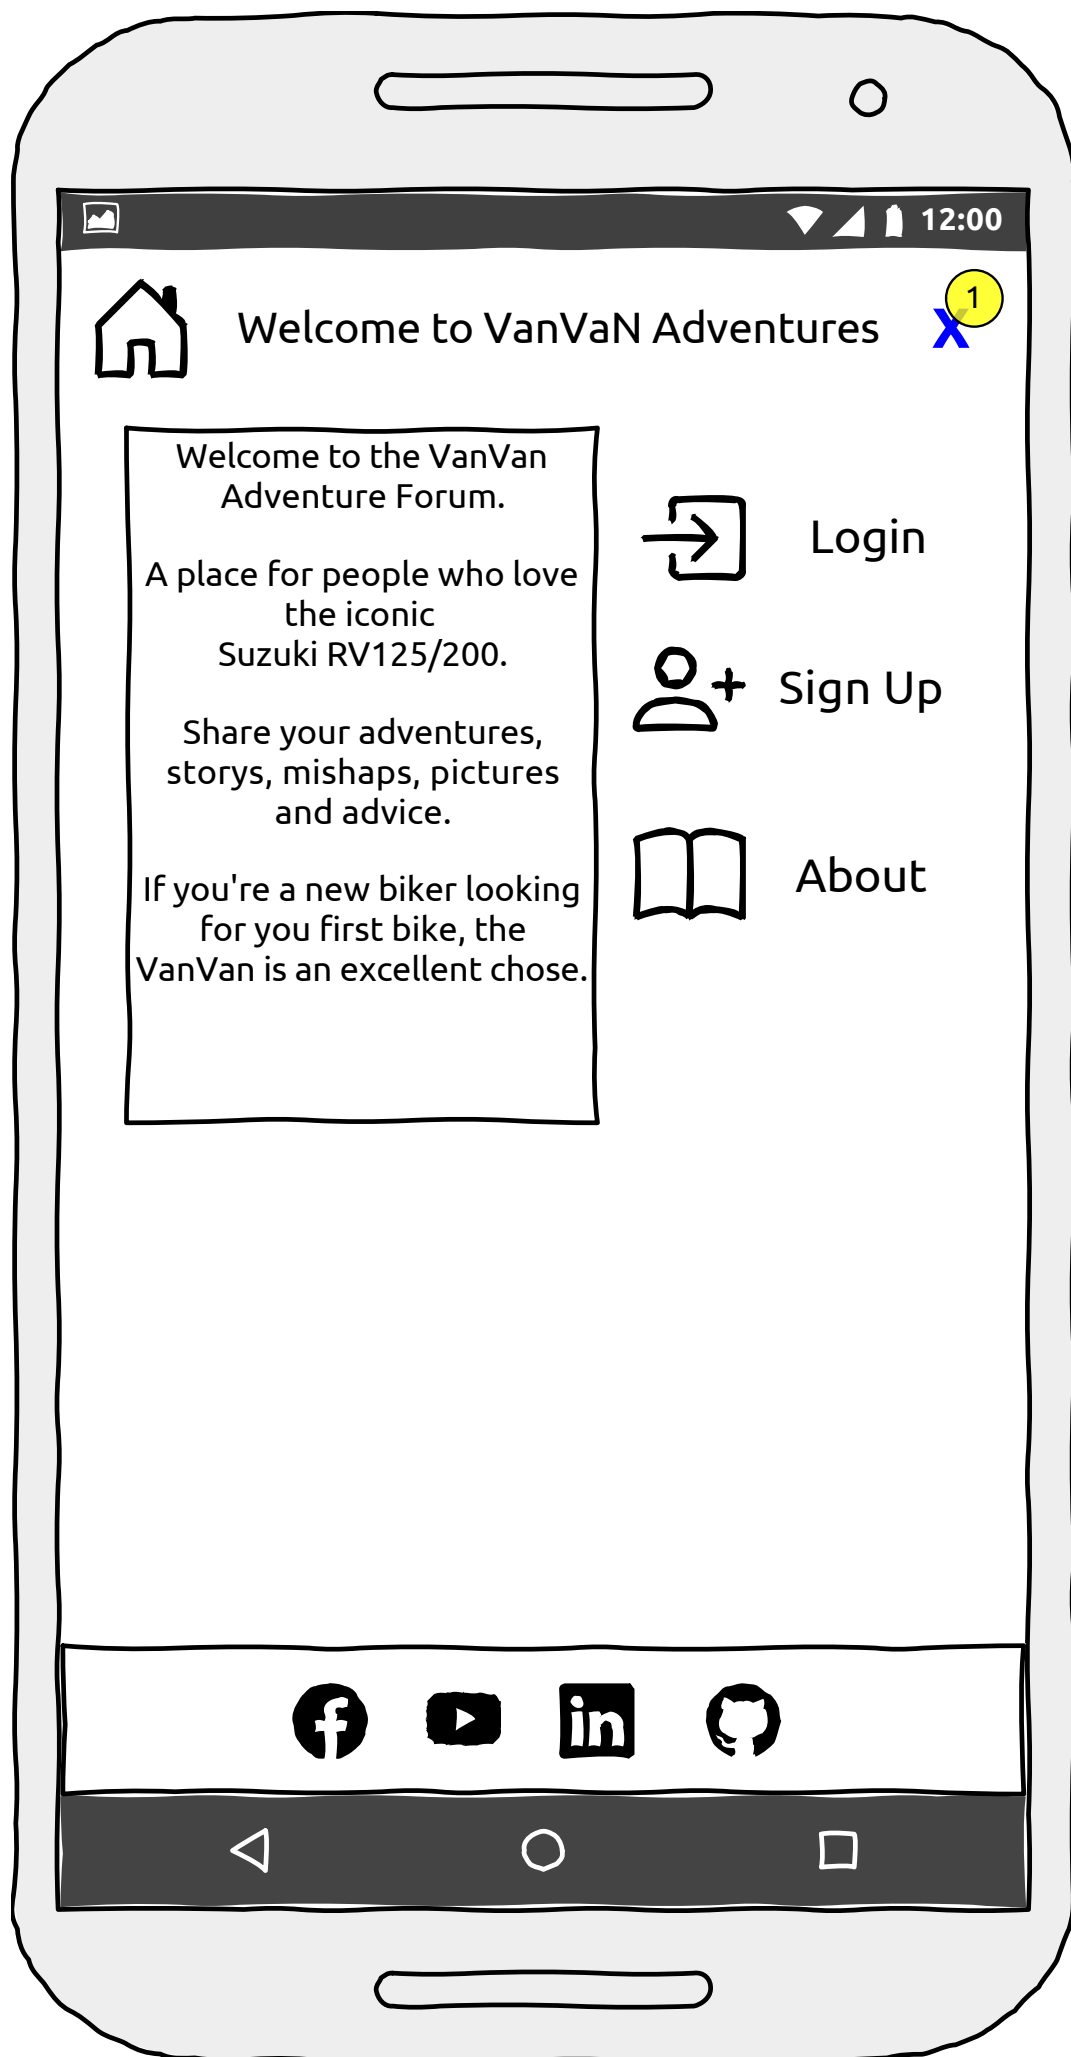 12:00
1
Welcome to VanVaN Adventures
X
Welcome to the VanVan
Adventure Forum.
A place for people who love
the iconic
Suzuki RV125/200.
Share your adventures,
storys, mishaps, pictures
and advice.
If you're a new biker looking
for you first bike, the
VanVan is an excellent chose.
Login
Sign Up
About
f
in